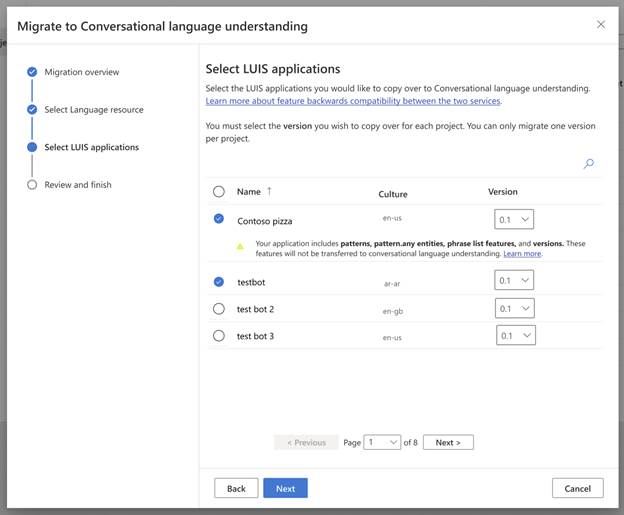 Migrate to Conversational language understanding
Migration overview
Select Language resource
Select LUIS applications
Review and finish
Select LUIS applications
Select the LUIS applications you would like to copy over to Conversational language understanding.
Learn more about feature backwards compatibility between the two services.
You must select the version you wish to copy over for each project. You can only migrate one version
per project.
Name ↑ Culture Version
Contoso pizza en-us 0.1
Your application includes patterns, pattern.any entities, phrase list features, and versions. These
features will not be transferred to conversational language understanding. Learn more.
testbot ar-ar 0.1
test bot 2 en-gb 0.1
test bot 3 en-us 0.1
< Previous Page 1 of 8 Next >
Back Next Cancel